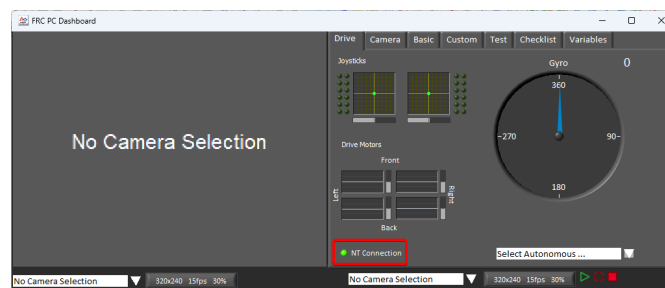 FRC PC Dashboard
Drive Camera Basic Custom Test Checklist Variables
Joysticks
Gyro 0
360
-270 90-
180
No Camera Selection
Drive Motors
Front
Left
Right
Back
NT Connection
Select Autonomous ...
No Camera Selection 320x240 15fps 30%
No Camera Selection 320x240 15fps 30%